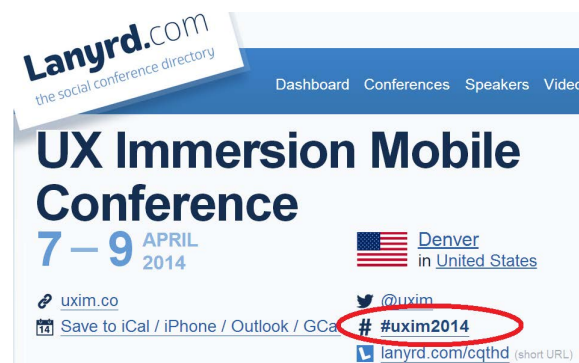 Lanyrd.com
the social conference directory
Dashboard Conferences Speakers
UX Immersion Mobile
Conference
7 – 9 APRIL 2014
Denver
in United States
uxim.co
@uxim
Save to iCal / iPhone / Outlook / GCa
# #uxim2014
lanyrd.com/cqthd (short URL)